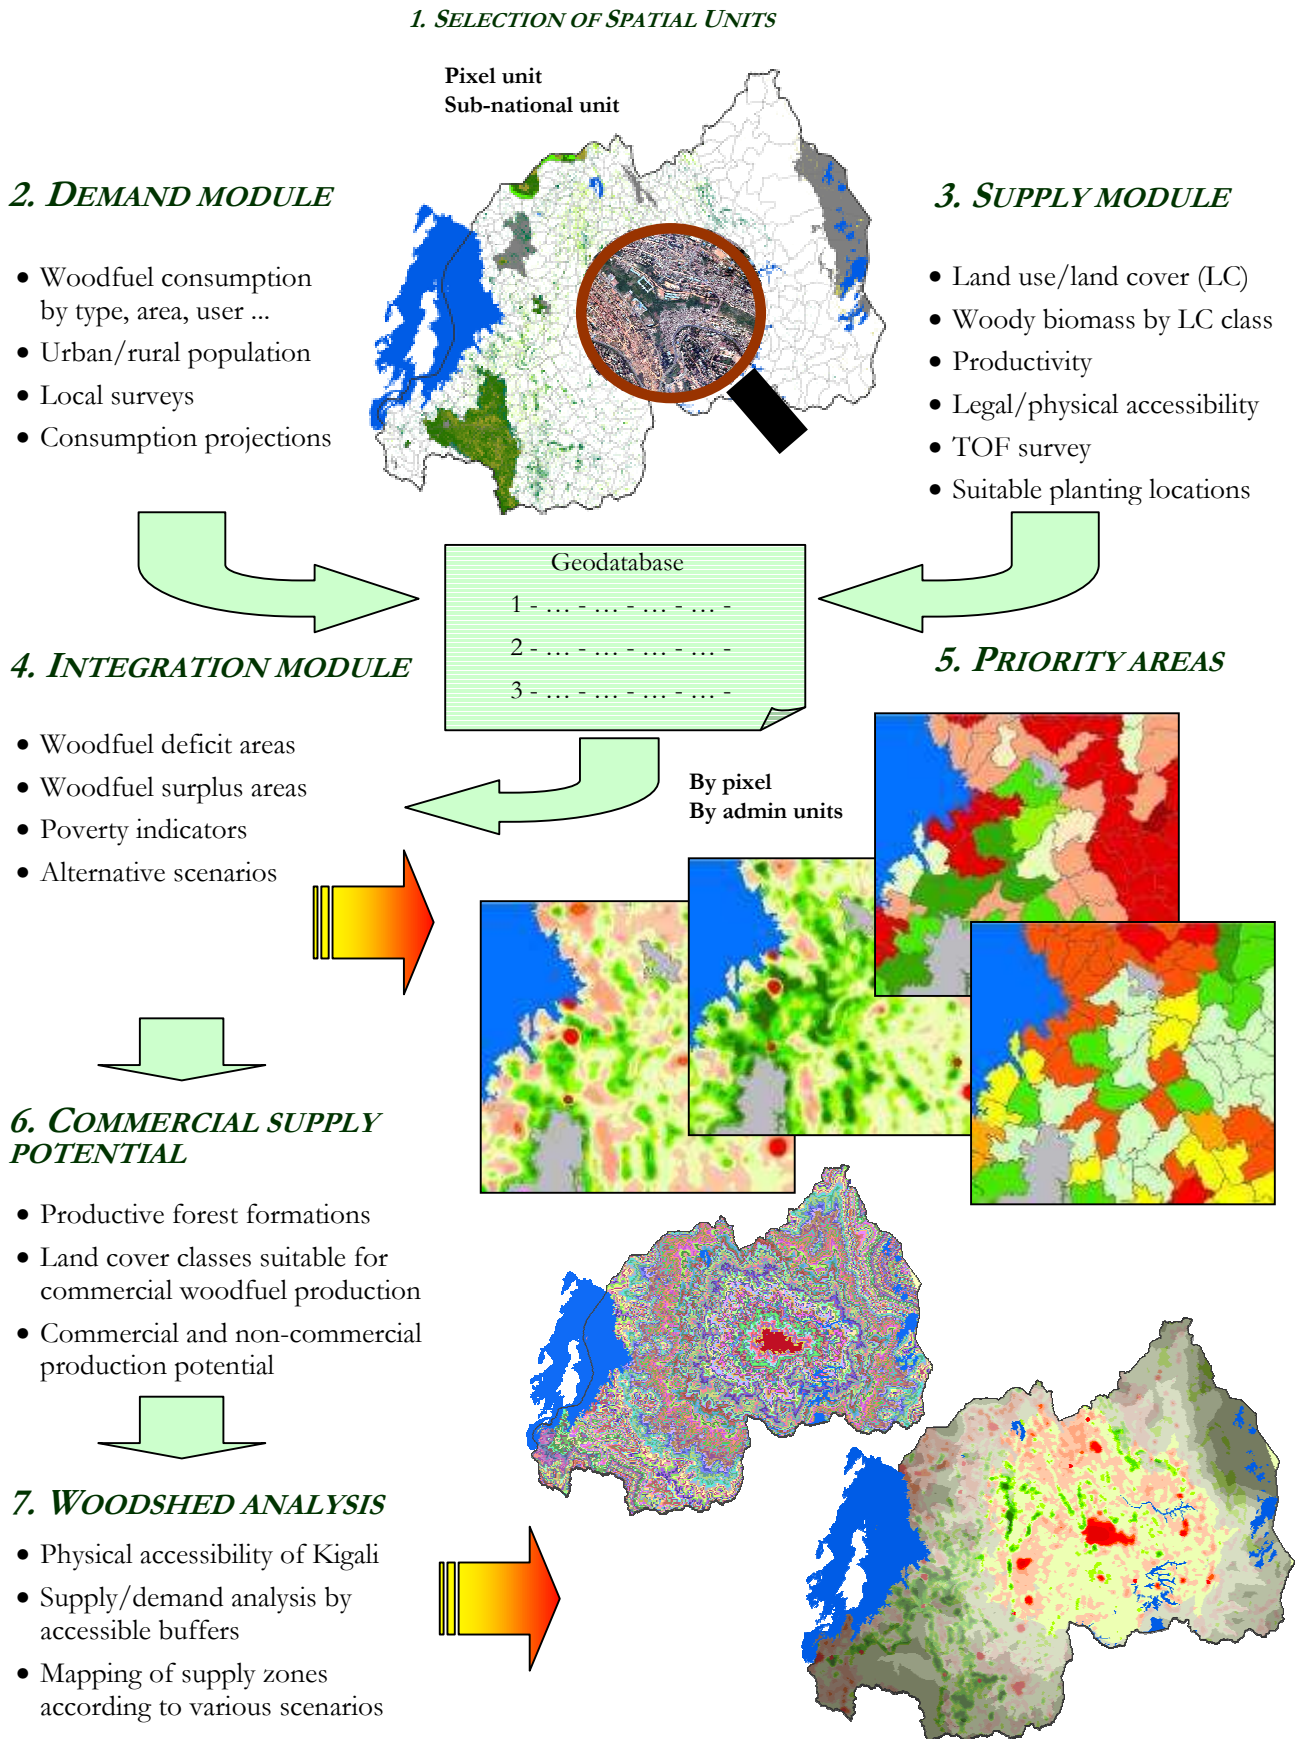 1. SELECTION OF SPATIAL UNITS
Pixel unit
Sub-national unit
2. DEMAND MODULE
• Woodfuel consumption
by type, area, user ...
• Urban/rural population
• Local surveys
• Consumption projections
3. SUPPLY MODULE
• Land use/land cover (LC)
• Woody biomass by LC class
• Productivity
• Legal/physical accessibility
• TOF survey
• Suitable planting locations
Geodatabase
1 - ... - ... - ... - ... -
2 - ... - ... - ... - ... -
3 - ... - ... - ... - ... -
4. INTEGRATION MODULE
• Woodfuel deficit areas
• Woodfuel surplus areas
• Poverty indicators
• Alternative scenarios
5. PRIORITY AREAS
By pixel
By admin units
6. COMMERCIAL SUPPLY
POTENTIAL
• Productive forest formations
• Land cover classes suitable for
commercial woodfuel production
• Commercial and non-commercial
production potential
7. WOODSHED ANALYSIS
• Physical accessibility of Kigali
• Supply/demand analysis by
accessible buffers
• Mapping of supply zones
according to various scenarios